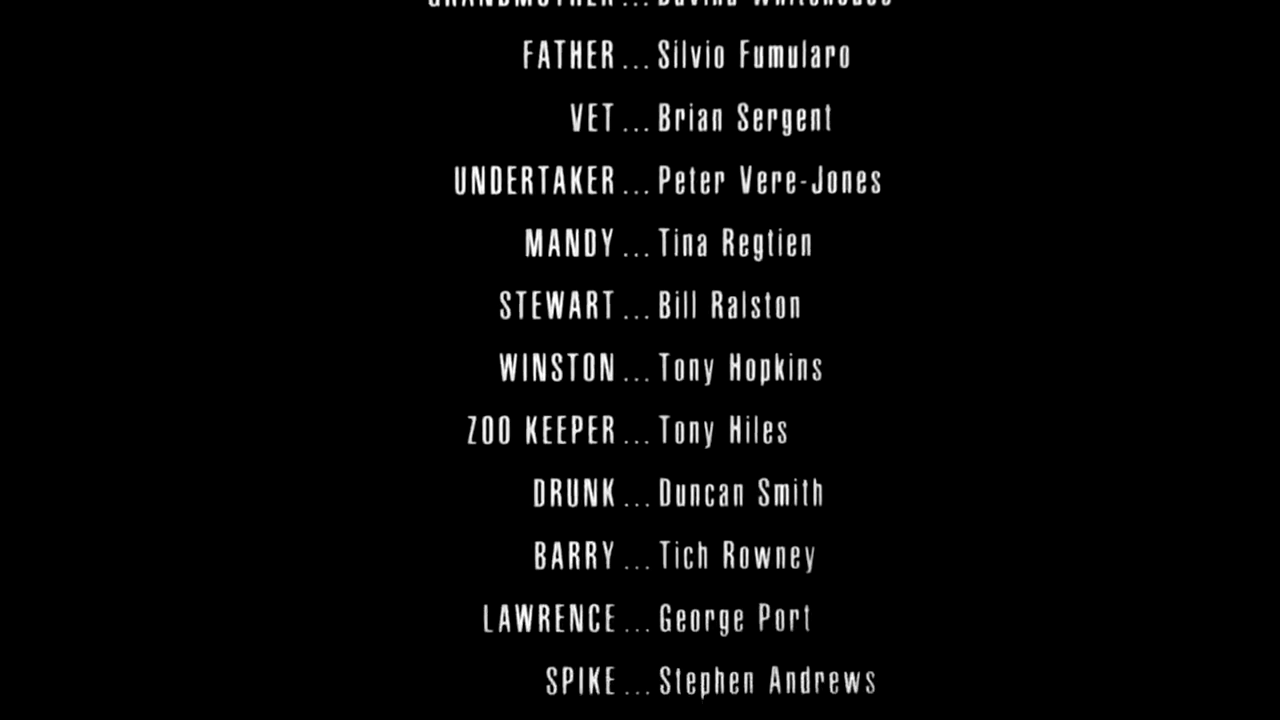 FATHER ... Silvio Fumularo
VET ... Brian Sergent
UNDERTAKER ... Peter Vere-Jones
MANDY ... Tina Regtien
STEWART ... Bill Ralston
WINSTON ... Tony Hopkins
ZOO KEEPER ... Tony Hiles
DRUNK ... Duncan Smith
BARRY ... Tich Rowney
LAWRENCE ... George Port
SPIKE ... Stephen Andrews